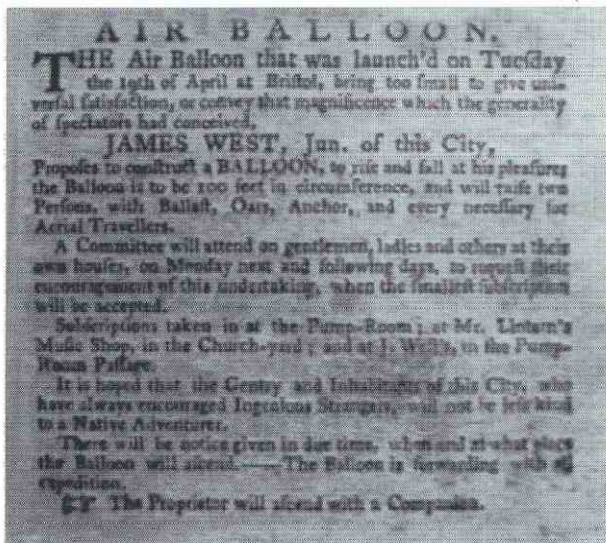 AIR BALLOON.
THE Air Balloon that was launch'd on Tueſday
the 19th of April at Briſtol, being too ſmall to give uni-
verſal ſatisfaction, or convey that magnificence which the generality
of ſpectators had conceived,
JAMES WEST, Jun. of this City,
Propoſes to conſtruct a BALLOON, to riſe and fall at his pleaſure;
the Balloon is to be 100 feet in circumference, and will raiſe two
Perſons, with Ballaſt, Oars, Anchor, and every neceſſary for
Aerial Travellers.
A Committee will attend on gentlemen, ladies and others at their
own houſes, on Monday next and following days, to requeſt their
encouragement of this undertaking, when the ſmalleſt ſubſcription
will be accepted.
Subſcriptions taken in at the Pump-Room; at Mr. Lintern's
Muſic Shop, in the Church-yard; and at J. Weſt's, in the Pump-
Room Paſſage.
It is hoped that the Gentry and Inhabitants of this City, who
have always encouraged Ingenious Strangers, will not be leſs kind
to a Native Adventurer.
There will be notice given in due time, when and at what place
the Balloon will aſcend.——The Balloon is forwarding with all
expedition.
☞ The Proprietor will aſcend with a Companion.